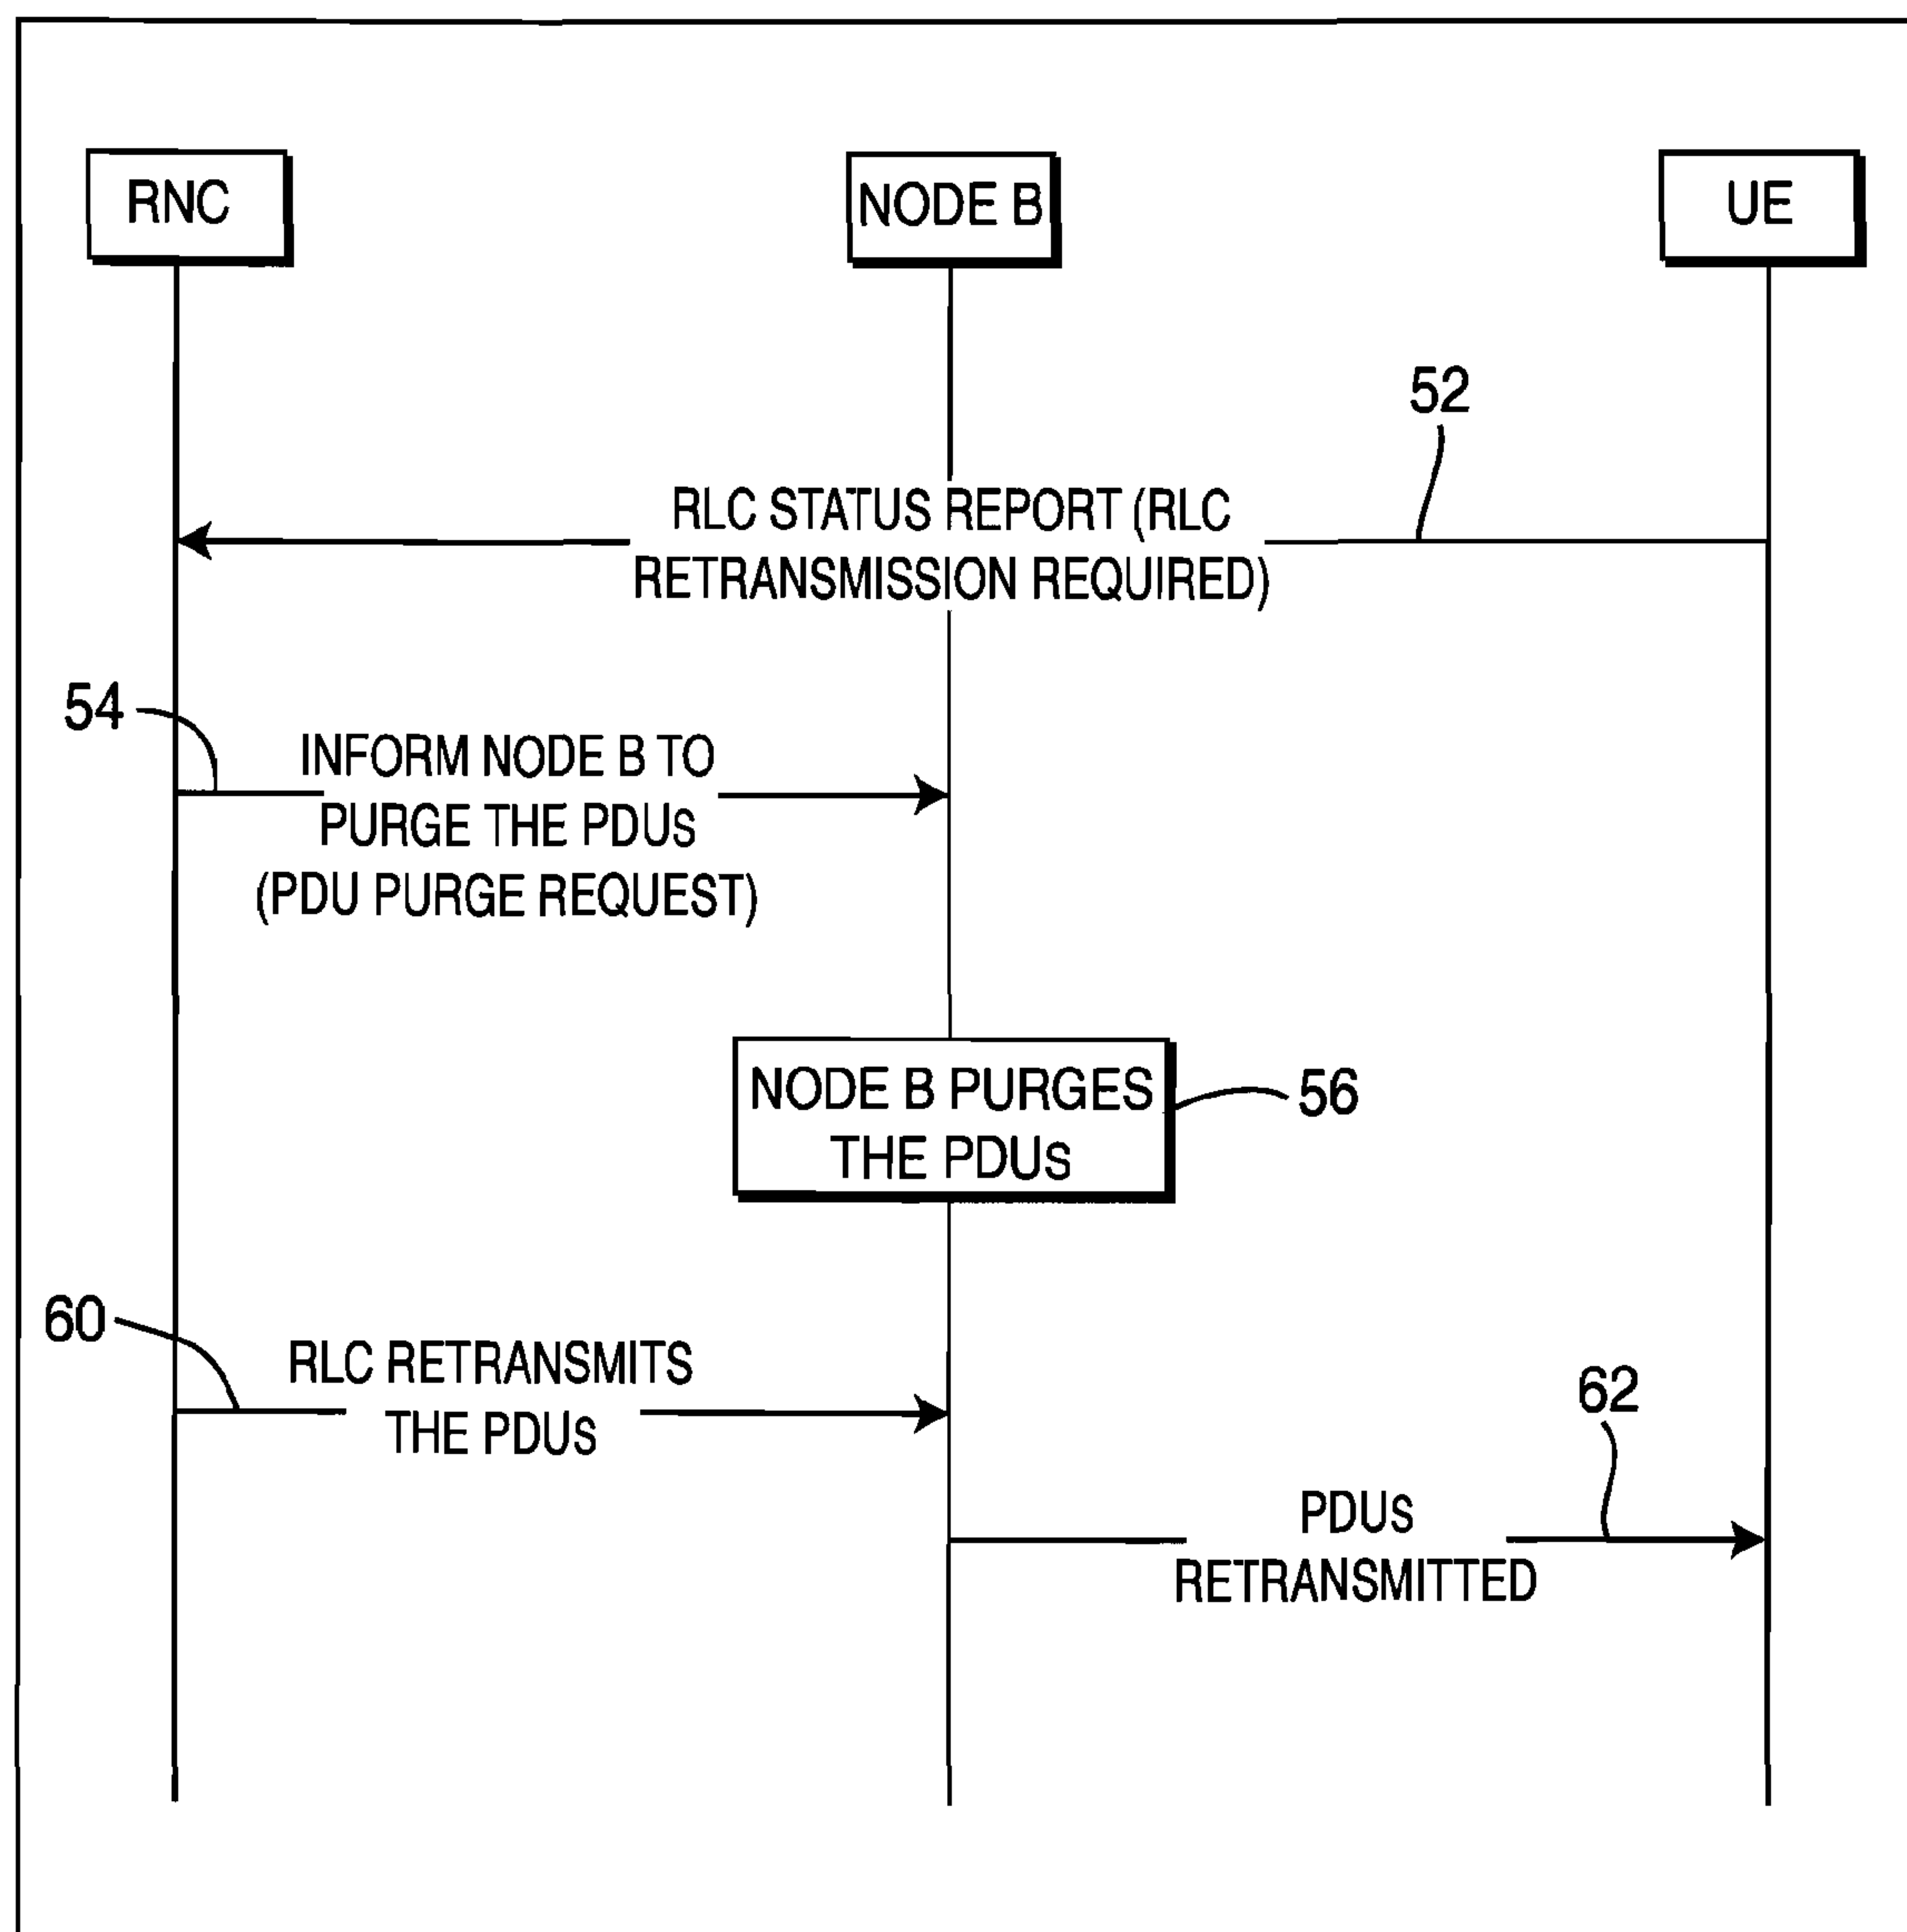 RNC
NODE B
UE
52
RLC STATUS REPORT (RLC
RETRANSMISSION REQUIRED)
54
INFORM NODE B TO
PURGE THE PDUs
(PDU PURGE REQUEST)
NODE B PURGES
THE PDUs
56
60
RLC RETRANSMITS
THE PDUs
62
PDUs
RETRANSMITTED